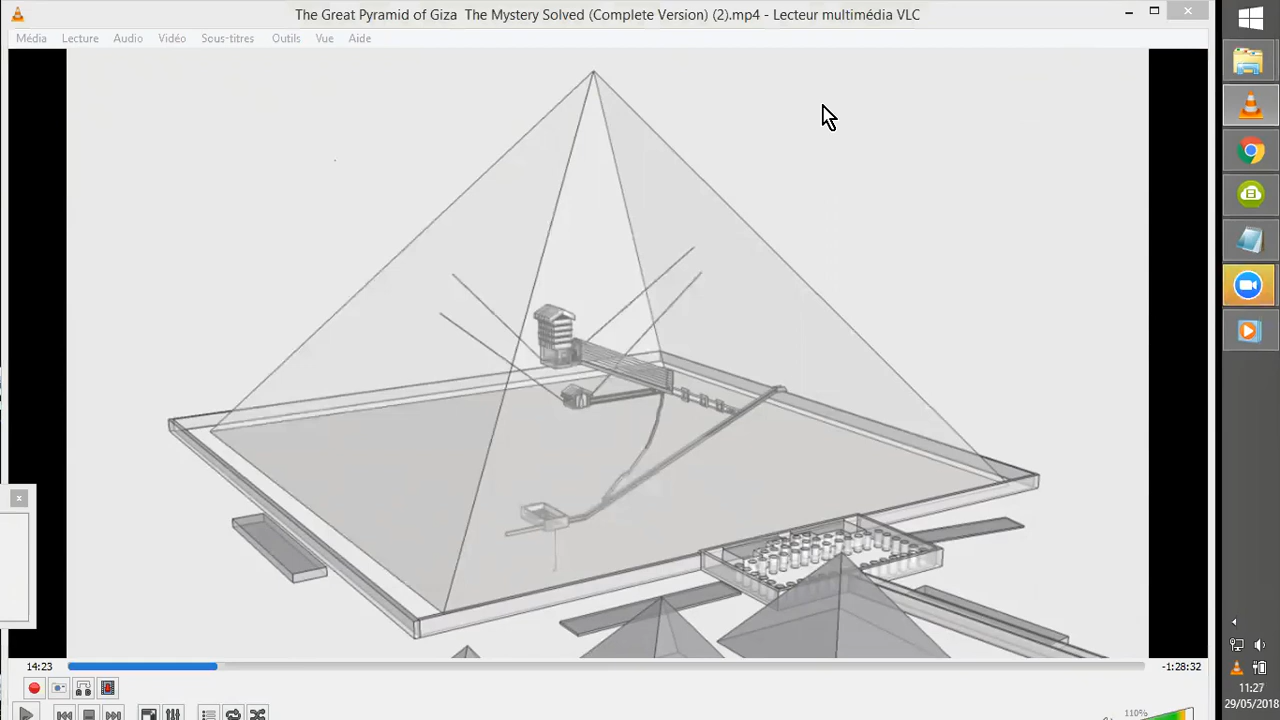 The Great Pyramid of Giza  The Mystery Solved (Complete Version) (2).mp4 - Lecteur multimédia VLC
Média Lecture Audio Vidéo Sous-titres Outils Vue Aide
14:23
-1:28:32
110%
11:27
29/05/2018